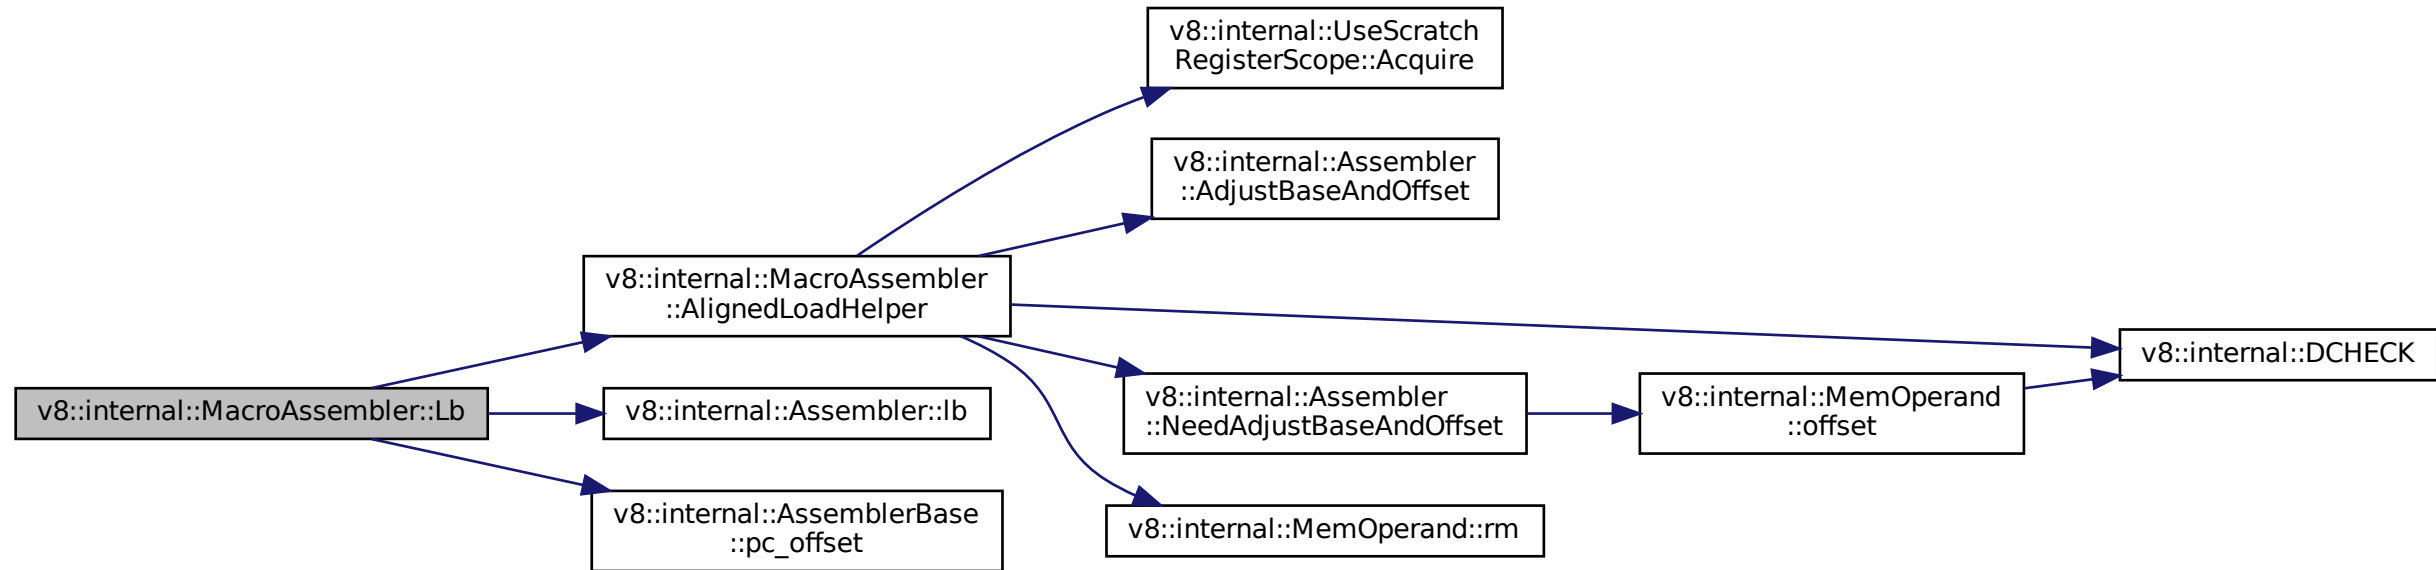 v8::internal::UseScratch
RegisterScope::Acquire
v8::internal::Assembler
::AdjustBaseAndOffset
v8::internal::MacroAssembler
::AlignedLoadHelper
v8::internal::DCHECK
v8::internal::MacroAssembler::Lb
v8::internal::Assembler::lb
v8::internal::Assembler
::NeedAdjustBaseAndOffset
v8::internal::MemOperand
::offset
v8::internal::AssemblerBase
::pc_offset
v8::internal::MemOperand::rm